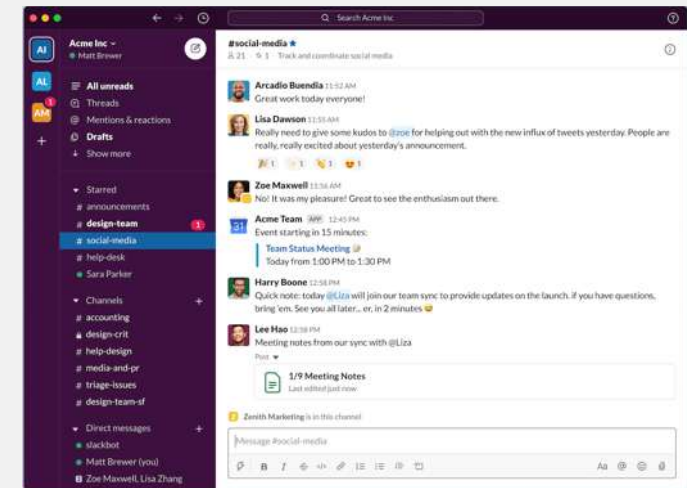 Search Acme Inc
AI
AL
AM
Acme Inc
Matt Brewer
All unreads
Threads
Mentions & reactions
Drafts
Show more
Starred
# announcements
# design-team 1
# social-media
# help-desk
Sara Parker
Channels +
# accounting
design-crit
# help-design
# media-and-pr
# triage-issues
# design-team-sf
Direct messages +
slackbot
Matt Brewer (you)
Zoe Maxwell, Lisa Zhang
#social-media
21 1 Track and coordinate social media
Arcadio Buendia 11:52 AM
Great work today everyone!
Lisa Dawson 11:55 AM
Really need to give some kudos to @zoe for helping out with the new influx of tweets yesterday. People are
really, really excited about yesterday's announcement.
1 1 1 1
Zoe Maxwell 11:56 AM
No! It was my pleasure! Great to see the enthusiasm out there.
Acme Team APP 12:45 PM
Event starting in 15 minutes:
Team Status Meeting
Today from 1:00 PM to 1:30 PM
Harry Boone 12:58 PM
Quick note: today @Liza will join our team sync to provide updates on the launch. if you have questions,
bring 'em. See you all later... er, in 2 minutes
Lee Hao 12:58 PM
Meeting notes from our sync with @Liza
Post
1/9 Meeting Notes
Last edited just now
Zenith Marketing is in this channel
Message #social-media
B I Aa @